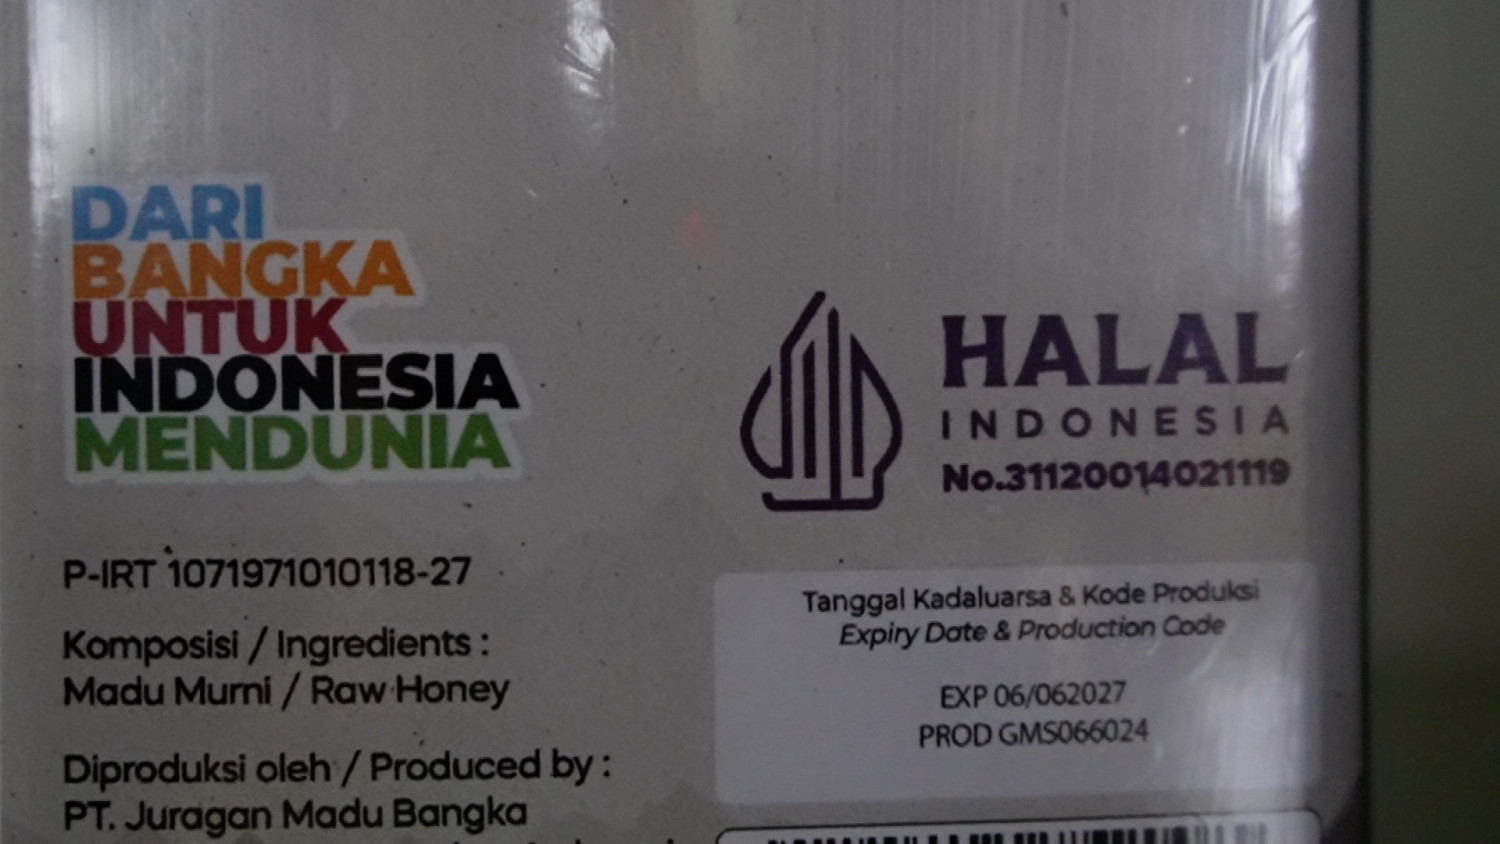 DARI
BANGKA
UNTUK
INDONESIA
MENDUNIA
HALAL
INDONESIA
No.31120014021119
P-IRT 1071971010118-27
Komposisi / Ingredients :
Madu Murni / Raw Honey
Diproduksi oleh / Produced by :
PT. Juragan Madu Bangka
Tanggal Kadaluarsa & Kode Produksi
Expiry Date & Production Code
EXP 06/062027
PROD GMS066024